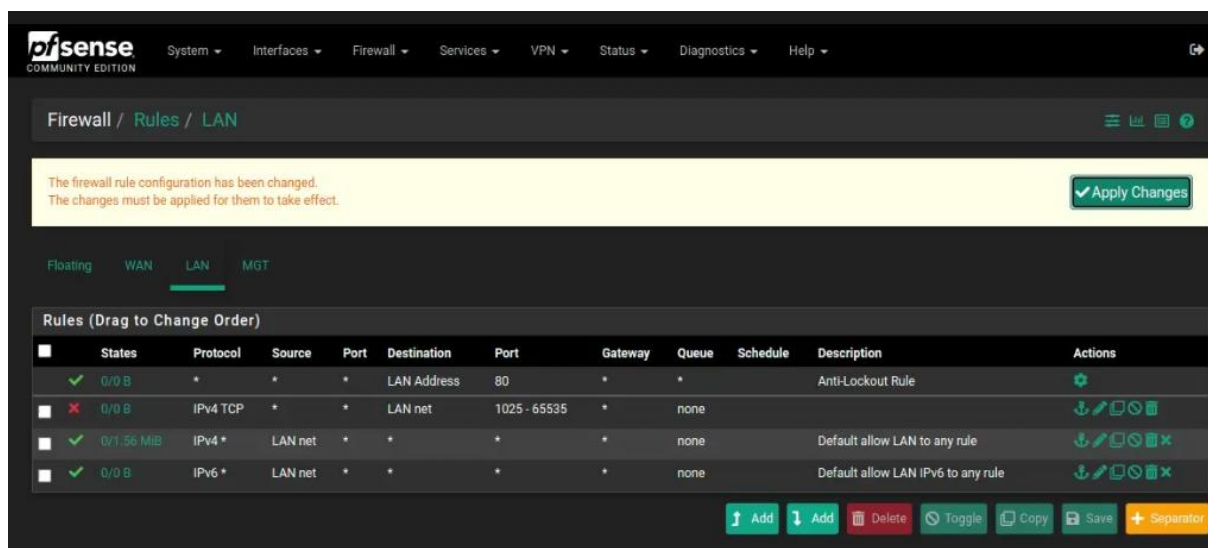 pfsense System Interfaces Firewall Services VPN Status Diagnostics Help
COMMUNITY EDITION
Firewall / Rules / LAN
The firewall rule configuration has been changed.
The changes must be applied for them to take effect.
Apply Changes
Floating WAN LAN MGT
Rules (Drag to Change Order)
States Protocol Source Port Destination Port Gateway Queue Schedule Description Actions
0/0 B * * * LAN Address 80 * * Anti-Lockout Rule
0/0 B IPv4 TCP * * LAN net 1025 - 65535 * none
0/1.56 MiB IPv4 * LAN net * * * * none Default allow LAN to any rule
0/0 B IPv6 * LAN net * * * * none Default allow LAN IPv6 to any rule
Add Add Delete Toggle Copy Save Separator